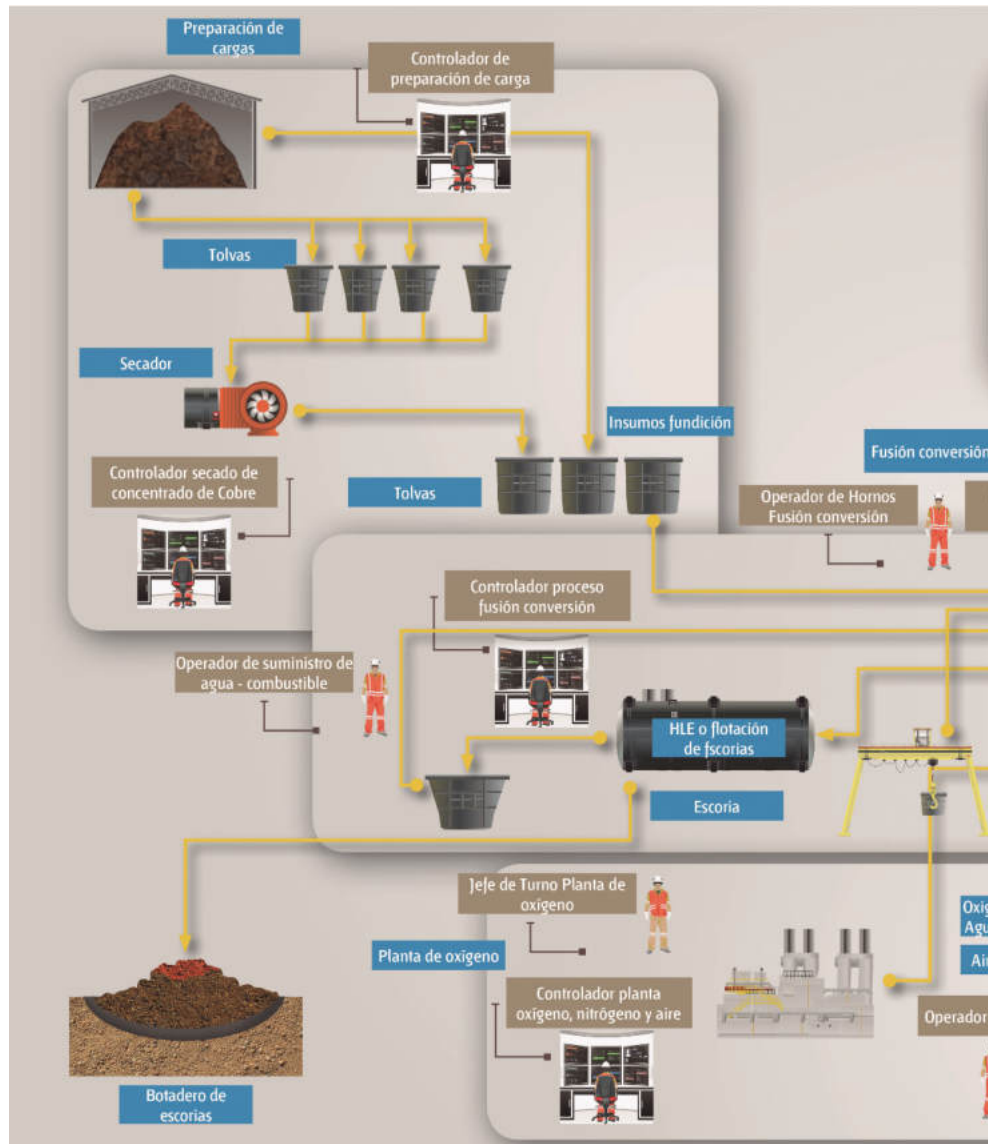 Preparación de
cargas
Controlador de
preparación de carga
Tolvas
Secador
Insumos fundición
Controlador secado de
concentrado de Cobre
Tolvas
Fusión conversión
Operador de Hornos
Fusión conversión
Controlador proceso
fusión conversión
Operador de suministro de
agua - combustible
HLE o flotación
de fscorias
Escoria
Jefe de Turno Planta de
oxígeno
Planta de oxígeno
Controlador planta
oxígeno, nitrógeno y aire
Operador
Botadero de
escorias